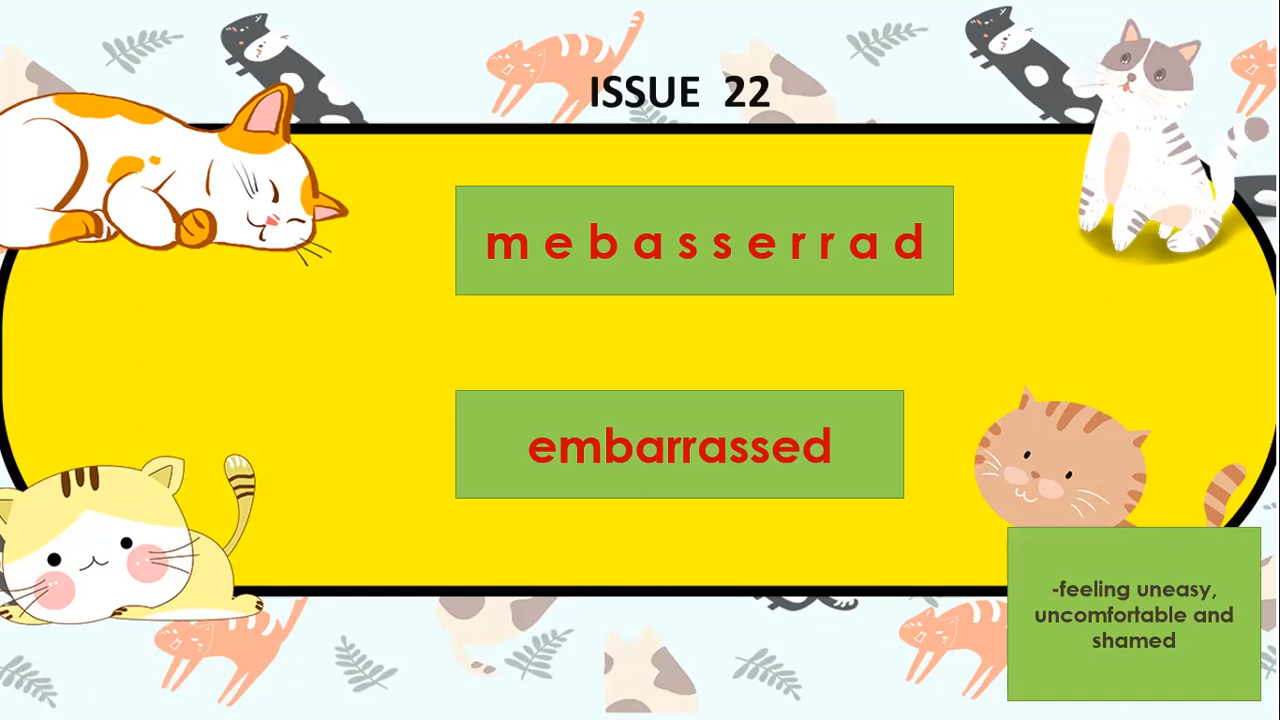 ISSUE 22
m e b a s s e r r a d
embarrassed
-feeling uneasy,
uncomfortable and
shamed